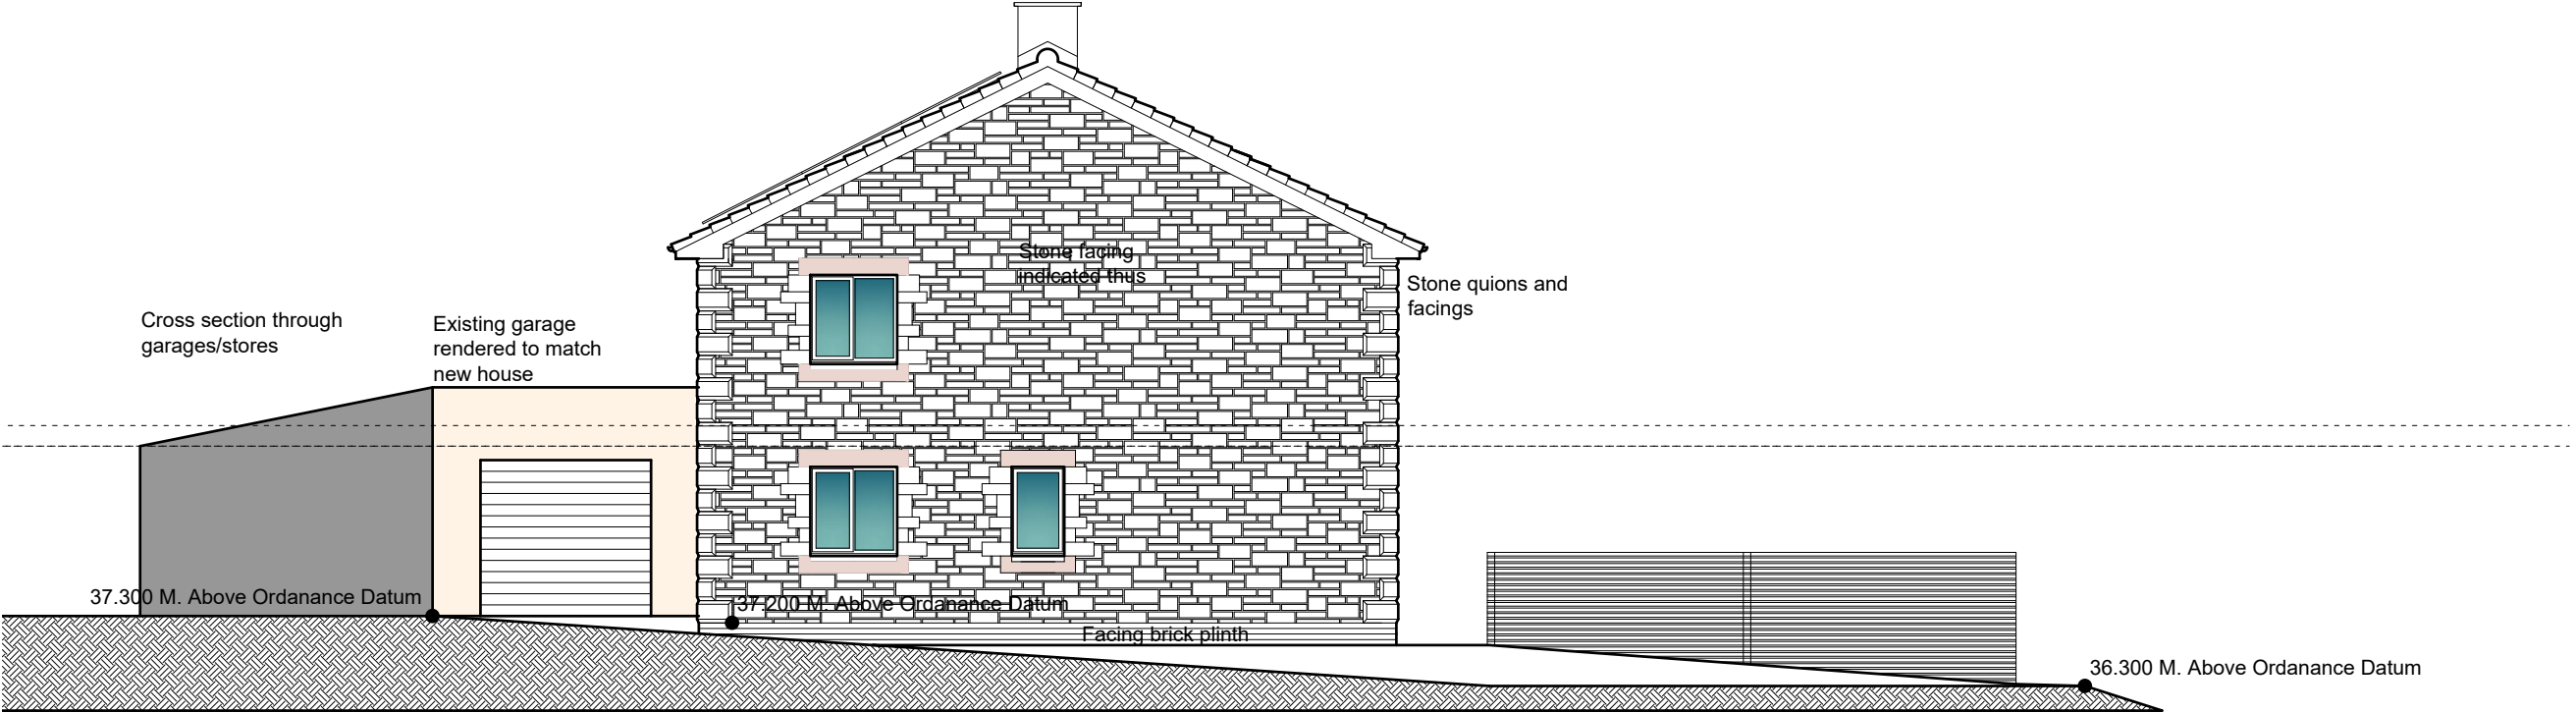 Stone facing
indicated thus
Stone quions and
facings
Cross section through
garages/stores
Existing garage
rendered to match
new house
37.300 M. Above Ordanance Datum
37.200 M. Above Ordanance Datum
Facing brick plinth
36.300 M. Above Ordanance Datum